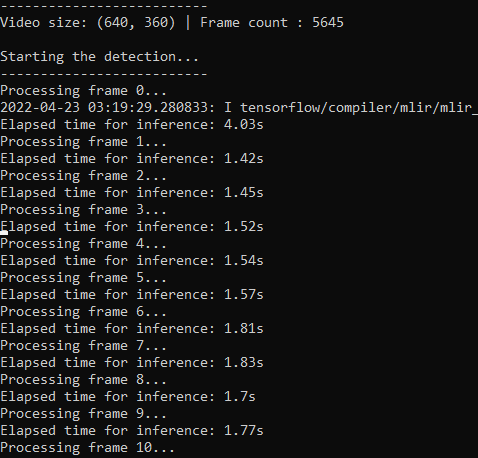 --------------------------
Video size: (640, 360) | Frame count : 5645
Starting the detection...
--------------------------
Processing frame 0...
2022-04-23 03:19:29.280833: I tensorflow/compiler/mlir/mlir_
Elapsed time for inference: 4.03s
Processing frame 1...
Elapsed time for inference: 1.42s
Processing frame 2...
Elapsed time for inference: 1.45s
Processing frame 3...
Elapsed time for inference: 1.52s
Processing frame 4...
Elapsed time for inference: 1.54s
Processing frame 5...
Elapsed time for inference: 1.57s
Processing frame 6...
Elapsed time for inference: 1.81s
Processing frame 7...
Elapsed time for inference: 1.83s
Processing frame 8...
Elapsed time for inference: 1.7s
Processing frame 9...
Elapsed time for inference: 1.77s
Processing frame 10...